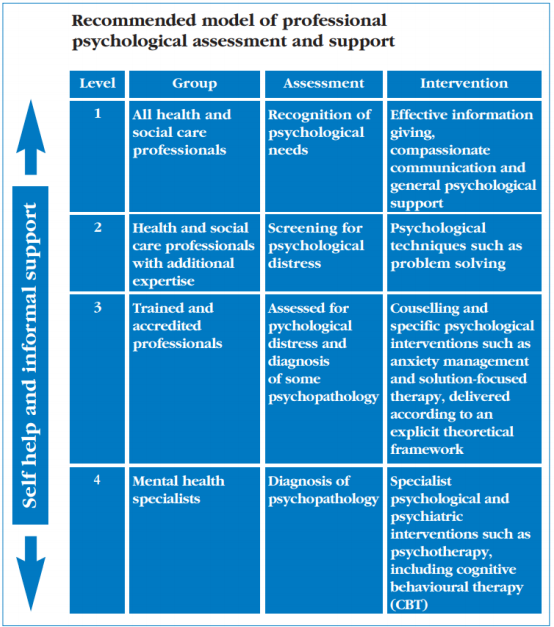 Recommended model of professional
psychological assessment and support
Self help and informal support
Level
Group
Assessment
Intervention
1
All health and
social care
professionals
Recognition of
psychological
needs
Effective information
giving,
compassionate
communication and
general psychological
support
2
Health and social
care professionals
with additional
expertise
Screening for
psychological
distress
Psychological
techniques such as
problem solving
3
Trained and
accredited
professionals
Assessed for
pychological
distress and
diagnosis
of some
psychopathology
Couselling and
specific psychological
interventions such as
anxiety management
and solution-focused
therapy, delivered
according to an
explicit theoretical
framework
4
Mental health
specialists
Diagnosis of
psychopathology
Specialist
psychological and
psychiatric
interventions such as
psychotherapy,
including cognitive
behavioural therapy
(CBT)